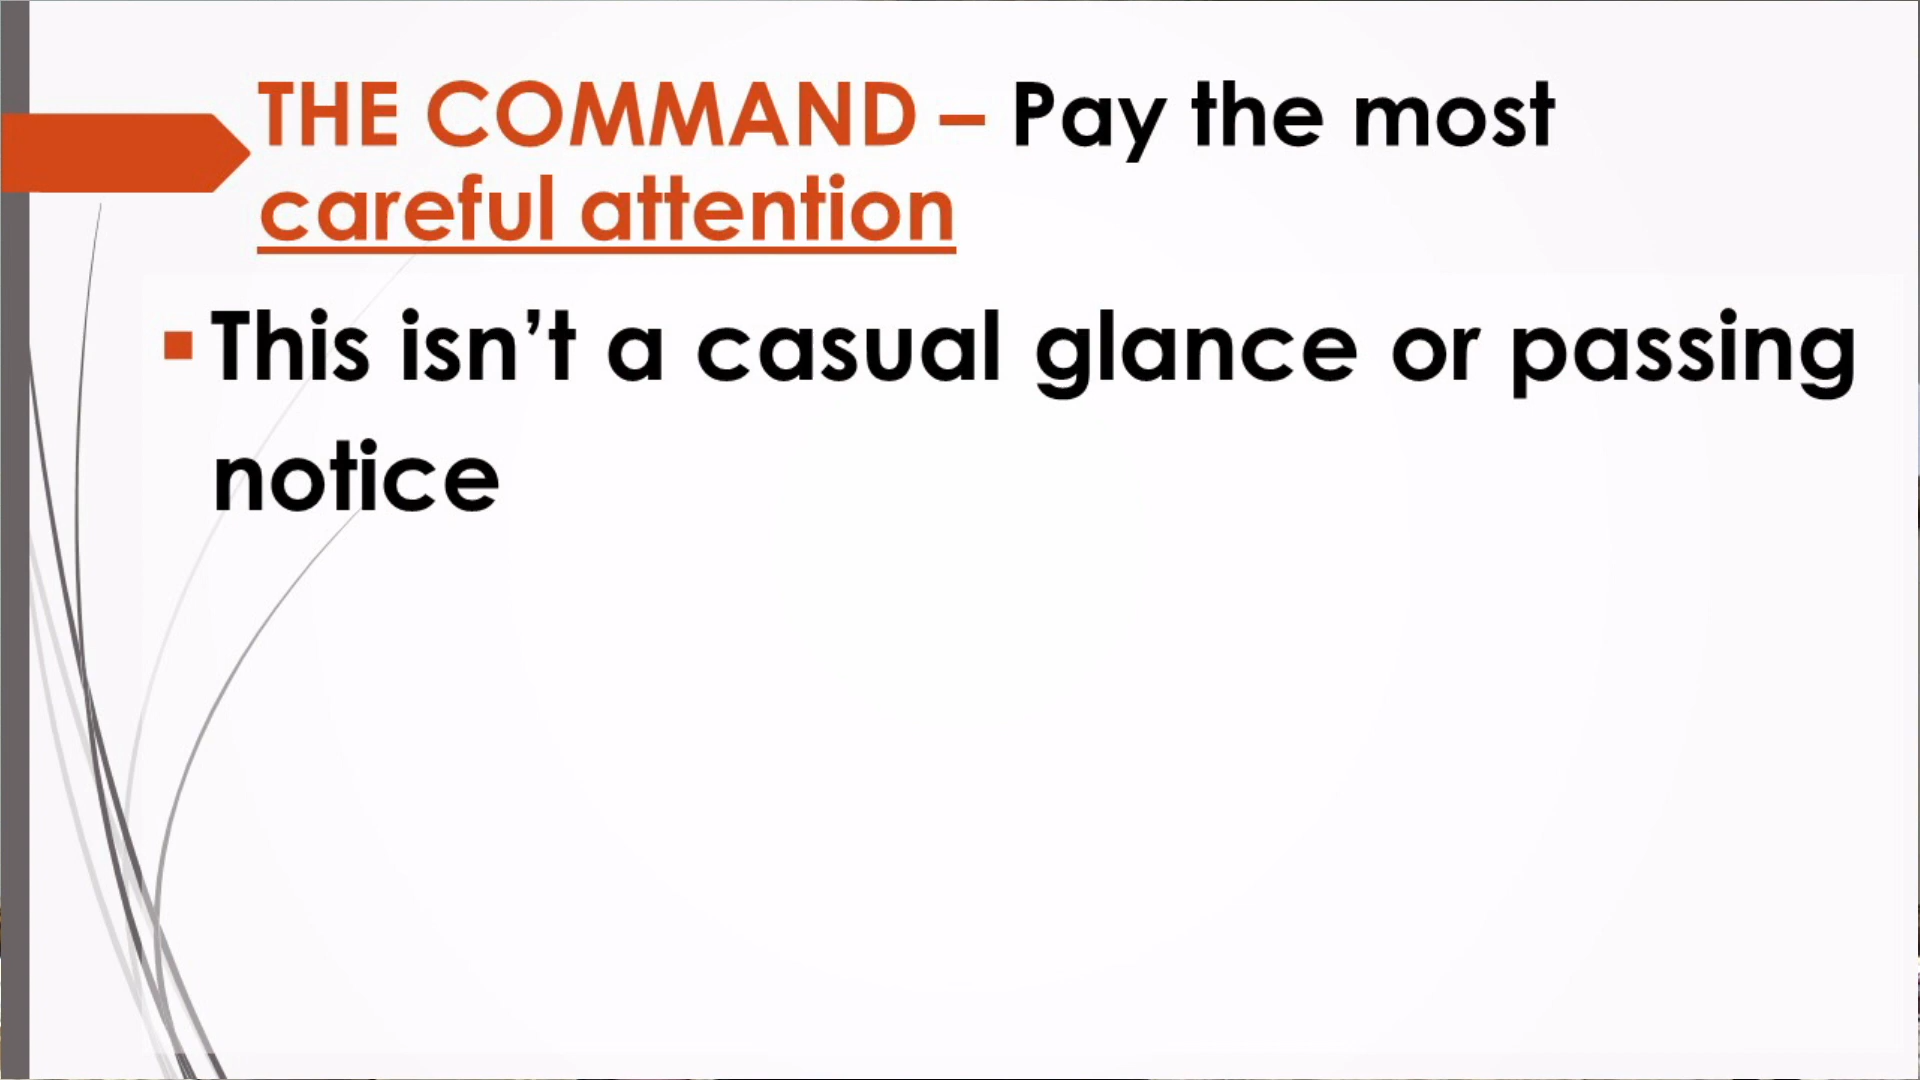 THE COMMAND – Pay the most
careful attention
▪ This isn’t a casual glance or passing
notice